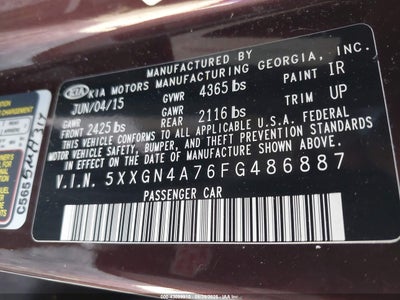 MANUFACTURED BY
KIA KIA MOTORS MANUFACTURING GEORGIA, INC.
JUN/04/15 GVWR 4365 lbs PAINT IR
GAWR GAWR
FRONT 2425 lbs REAR 2116 lbs TRIM UP
THIS VEHICLE CONFORMS TO ALL APPLICABLE U.S.A. FEDERAL
MOTOR VEHICLE SAFETY, BUMPER, AND THEFT PREVENTION STANDARDS
IN EFFECT ON THE DATE OF MANUFACTURE SHOWN ABOVE
V.I.N. 5XXGN4A76FG486887
PASSENGER CAR